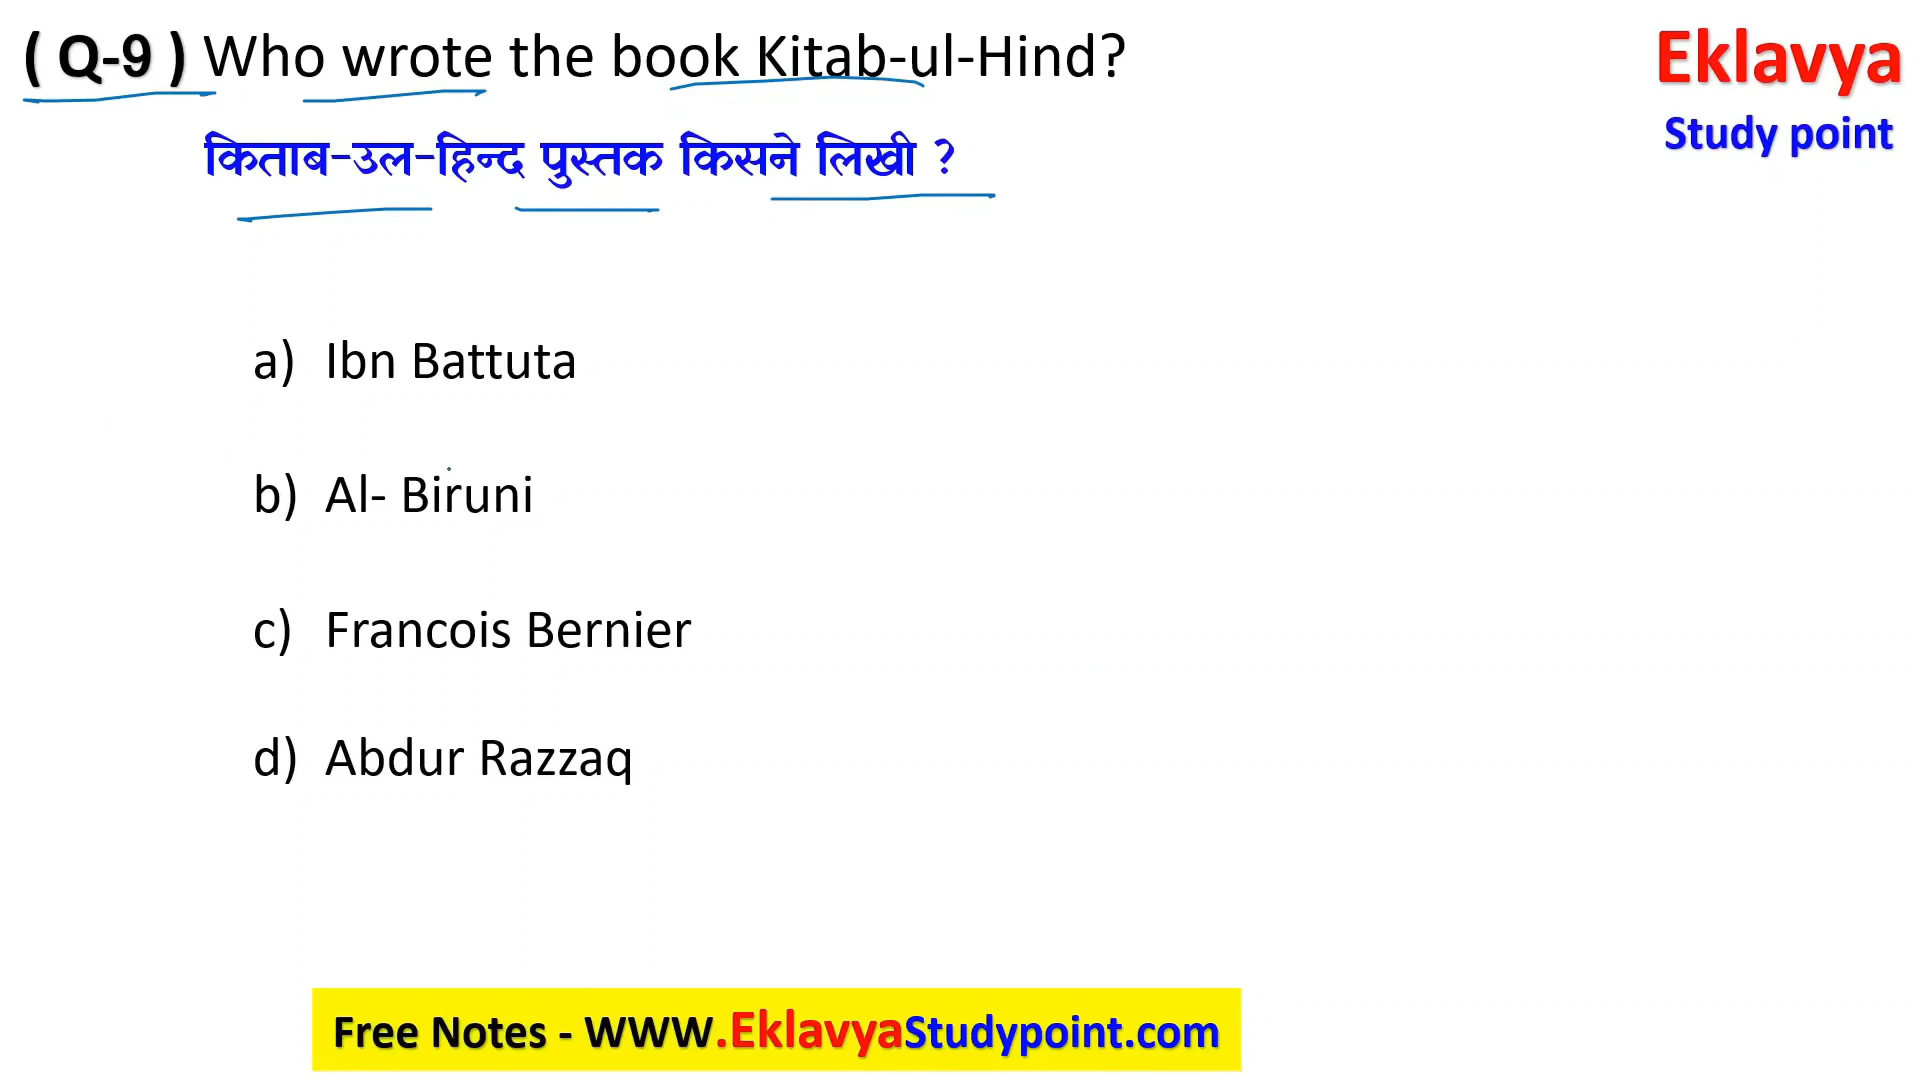 ( Q-9 ) Who wrote the book Kitab-ul-Hind?
किताब-उल-हिन्द पुस्तक किसने लिखी ?
Eklavya
Study point
a) Ibn Battuta
b) Al- Biruni
c) Francois Bernier
d) Abdur Razzaq
Free Notes - WWW.EklavyaStudypoint.com